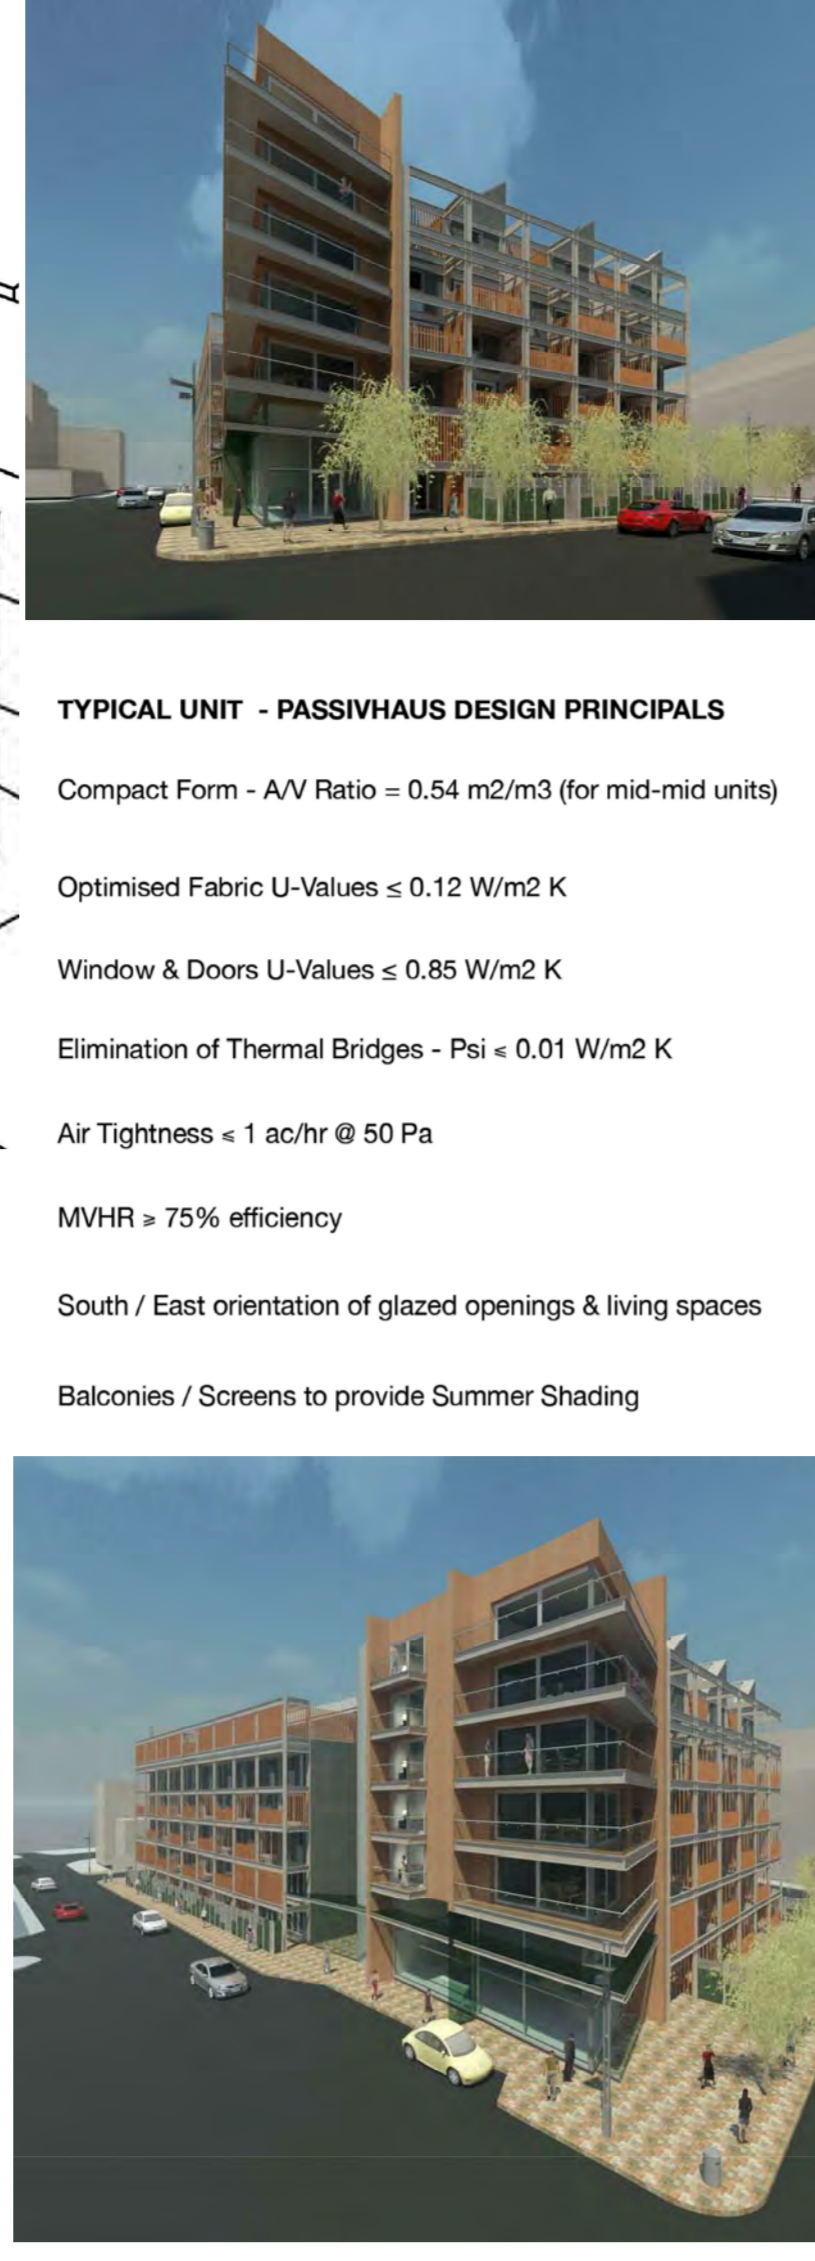 TYPICAL UNIT - PASSIVHAUS DESIGN PRINCIPALS
Compact Form - A/V Ratio = 0.54 m2/m3 (for mid-mid units)
Optimised Fabric U-Values ≤ 0.12 W/m2 K
Window & Doors U-Values ≤ 0.85 W/m2 K
Elimination of Thermal Bridges - Psi ≤ 0.01 W/m2 K
Air Tightness ≤ 1 ac/hr @ 50 Pa
MVHR ≥ 75% efficiency
South / East orientation of glazed openings & living spaces
Balconies / Screens to provide Summer Shading